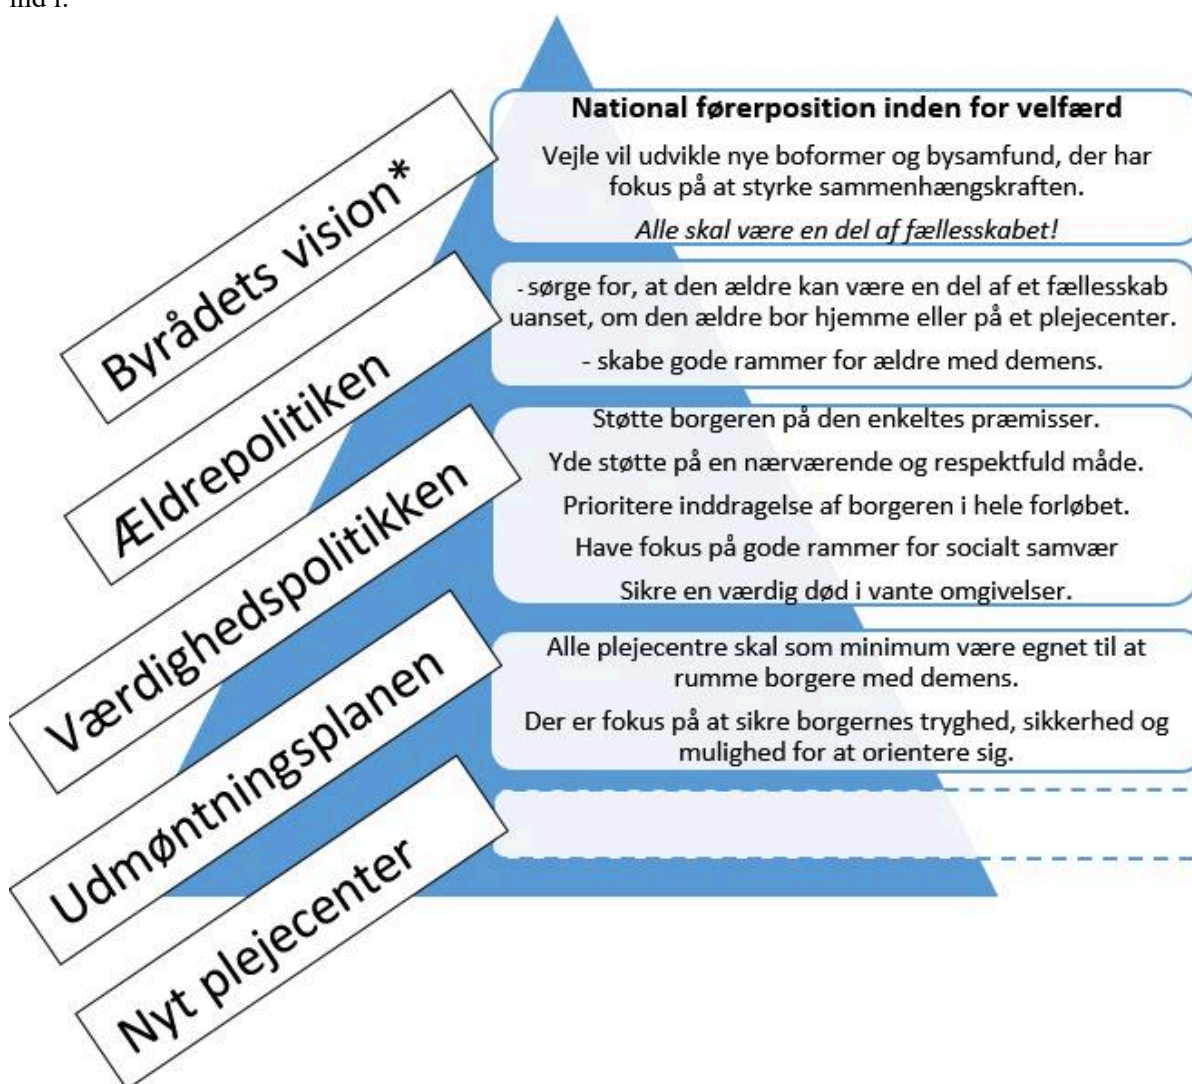 ind i.
Byrådets vision*
National førerposition inden for velfærd
Vejle vil udvikle nye boformer og bysamfund, der har
fokus på at styrke sammenhængskraften.
Alle skal være en del af fællesskabet!
Ældrepolitiken
- sørge for, at den ældre kan være en del af et fællesskab
uanset, om den ældre bor hjemme eller på et plejecenter.
- skabe gode rammer for ældre med demens.
Værdighedspolitikken
Støtte borgeren på den enkeltes præmisser.
Yde støtte på en nærværende og respektfuld måde.
Prioritere inddragelse af borgeren i hele forløbet.
Have fokus på gode rammer for socialt samvær
Sikre en værdig død i vante omgivelser.
Udmøntningsplanen
Alle plejecentre skal som minimum være egnet til at
rumme borgere med demens.
Der er fokus på at sikre borgernes tryghed, sikkerhed og
mulighed for at orientere sig.
Nyt plejecenter